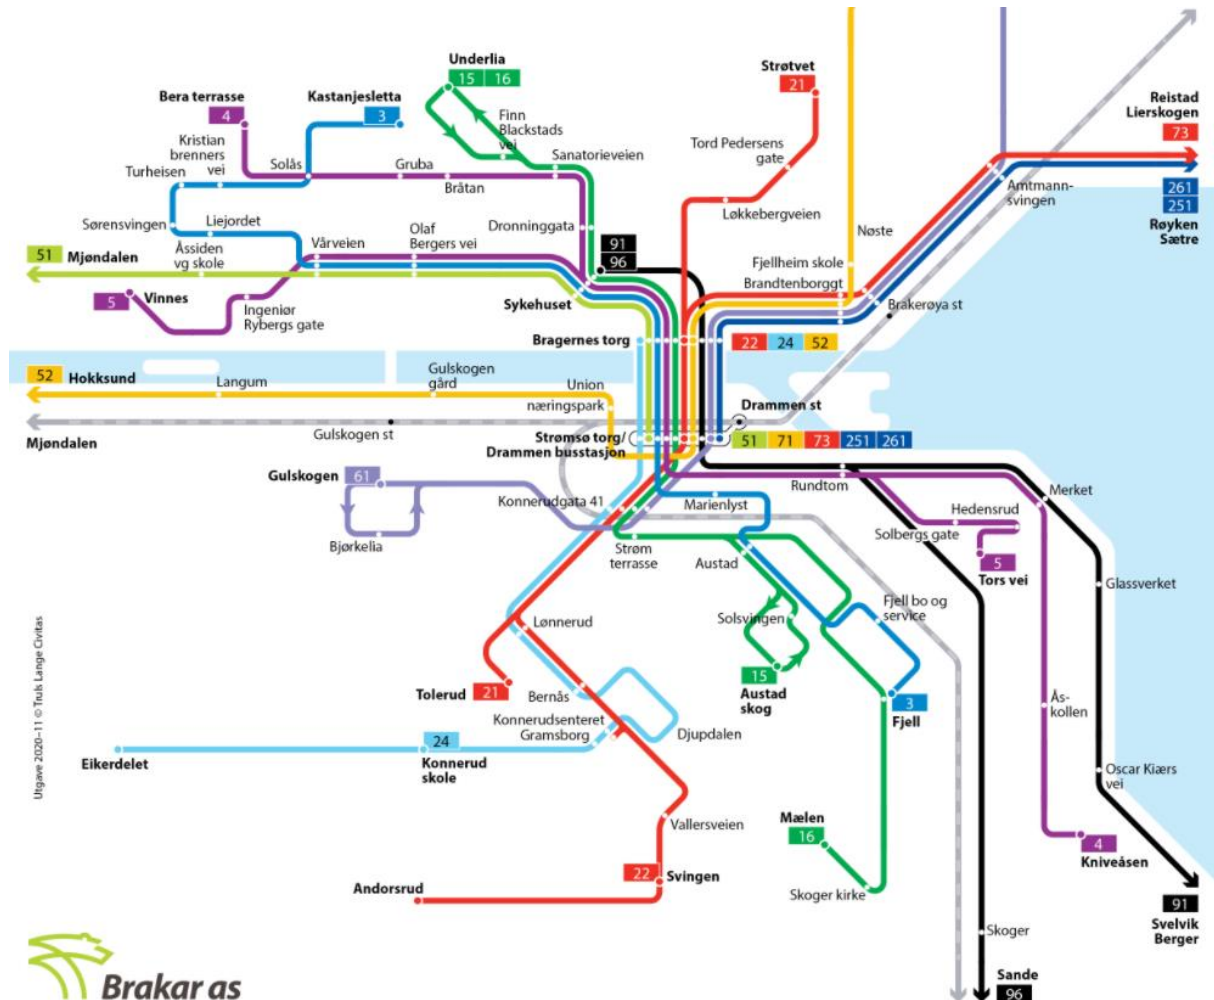 Underlia
15 16
Strøtvet
21
Bera terrasse
4
Kastanjesletta
3
Reistad
Lierskogen
73
Finn
Blackstads
vei
Kristian
brenners
vei
Tord Pedersens
gate
Sanatorieveien
Turheisen
Solås
Gruba
Bråtan
Amtmann-
svingen
261
251
Røyken
Sætre
Løkkebergveien
Sørensvingen
Liejordet
Dronninggata
Nøste
Åssiden
vg skole
Vårveien
Olaf
Bergers vei
91
96
51 Mjøndalen
Fjellheim skole
Brandtenborggt
5 Vinnes
Ingeniør
Rybergs gate
Sykehuset
Brakerøya st
Bragernes torg
22 24 52
52 Hokksund
Langum
Gulskogen
gård
Union
næringspark
Drammen st
Mjøndalen
Gulskogen st
Strømsø torg/
Drammen busstasjon
51 71 73 251 261
Gulskogen 61
Konnerudgata 41
Marienlyst
Rundtom
Merket
Hedensrud
Solbergs gate
Bjørkelia
Strøm
terrasse
Austad
5
Tors vei
Glassverket
Fjell bo og
service
Solsvingen
Lønnerud
Tolerud 21
Bernås
15
Austad
skog
3
Fjell
Ås-
kollen
Konnerudsenteret
Gramsborg
Djupdalen
24
Eikerdelet
Konnerud
skole
Oscar Kiærs
vei
Utgave 2020–11 © Truls Lange Civitas
Vallersveien
Mælen
16
4
Kniveåsen
22 Svingen
Andorsrud
Skoger kirke
91
Svelvik
Berger
Skoger
Sande
96
Brakar as